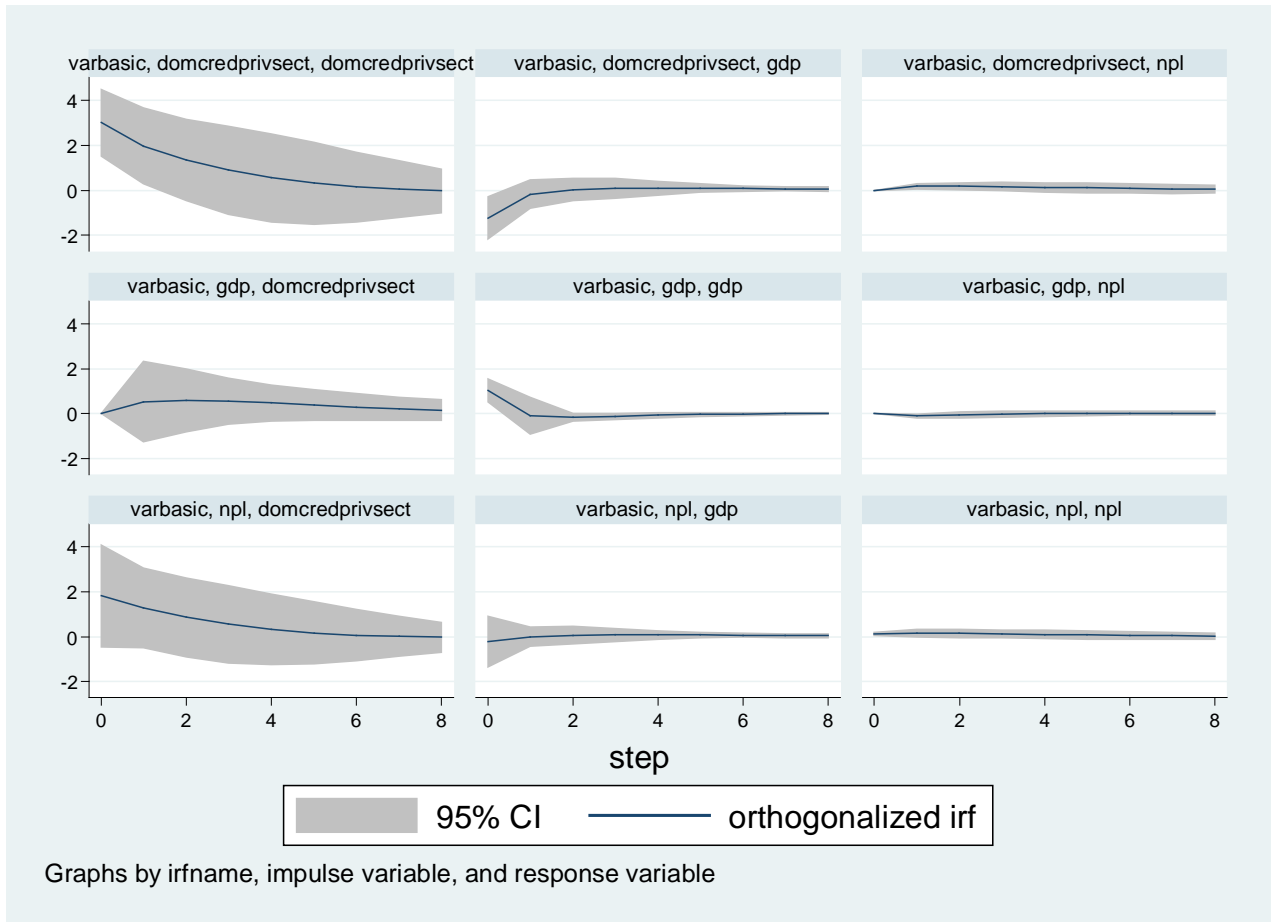 varbasic, domcredprivsect, domcredprivsect
varbasic, domcredprivsect, gdp
varbasic, domcredprivsect, npl
4
2
0
-2
varbasic, gdp, domcredprivsect
varbasic, gdp, gdp
varbasic, gdp, npl
4
2
0
-2
varbasic, npl, domcredprivsect
varbasic, npl, gdp
varbasic, npl, npl
4
2
0
-2
0 2 4 6 8
0 2 4 6 8
0 2 4 6 8
step
95% CI
orthogonalized irf
Graphs by irfname, impulse variable, and response variable